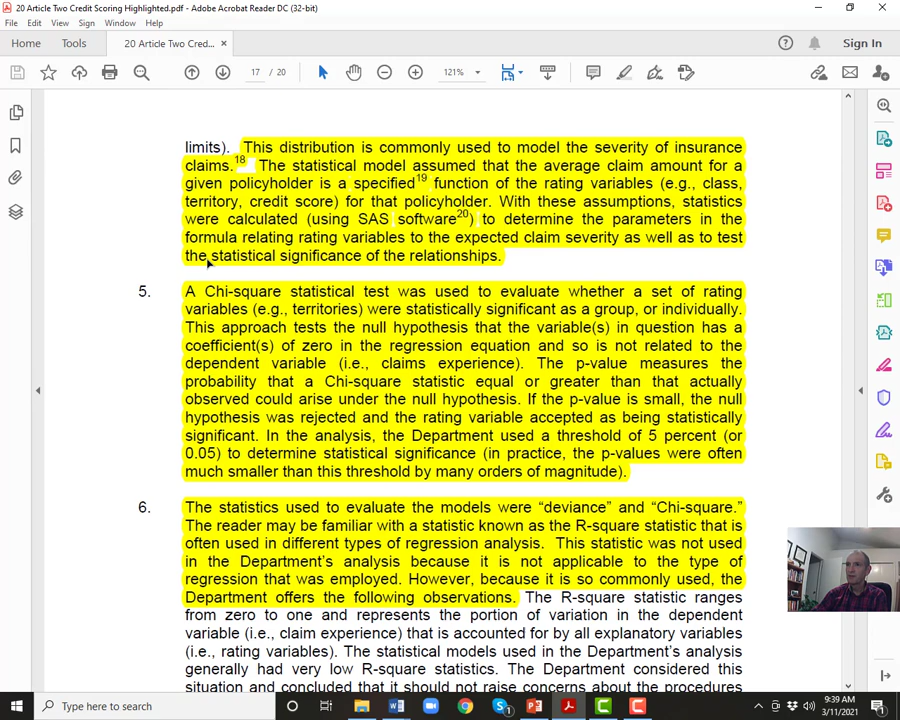 20 Article Two Credit Scoring Highlighted.pdf - Adobe Acrobat Reader DC (32-bit)
File Edit View Sign Window Help
Home Tools 20 Article Two Cred... × Sign In
17 / 20 121%
limits). This distribution is commonly used to model the severity of insurance
claims.18 The statistical model assumed that the average claim amount for a
given policyholder is a specified19 function of the rating variables (e.g., class,
territory, credit score) for that policyholder. With these assumptions, statistics
were calculated (using SAS software20) to determine the parameters in the
formula relating rating variables to the expected claim severity as well as to test
the statistical significance of the relationships.
5. A Chi-square statistical test was used to evaluate whether a set of rating
variables (e.g., territories) were statistically significant as a group, or individually.
This approach tests the null hypothesis that the variable(s) in question has a
coefficient(s) of zero in the regression equation and so is not related to the
dependent variable (i.e., claims experience). The p-value measures the
probability that a Chi-square statistic equal or greater than that actually
observed could arise under the null hypothesis. If the p-value is small, the null
hypothesis was rejected and the rating variable accepted as being statistically
significant. In the analysis, the Department used a threshold of 5 percent (or
0.05) to determine statistical significance (in practice, the p-values were often
much smaller than this threshold by many orders of magnitude).
6. The statistics used to evaluate the models were “deviance” and “Chi-square.”
The reader may be familiar with a statistic known as the R-square statistic that is
often used in different types of regression analysis. This statistic was not used
in the Department’s analysis because it is not applicable to the type of
regression that was employed. However, because it is so commonly used, the
Department offers the following observations. The R-square statistic ranges
from zero to one and represents the portion of variation in the dependent
variable (i.e., claim experience) that is accounted for by all explanatory variables
(i.e., rating variables). The statistical models used in the Department’s analysis
generally had very low R-square statistics. The Department considered this
situation and concluded that it should not raise concerns about the procedures
Type here to search
9:39 AM
3/11/2021